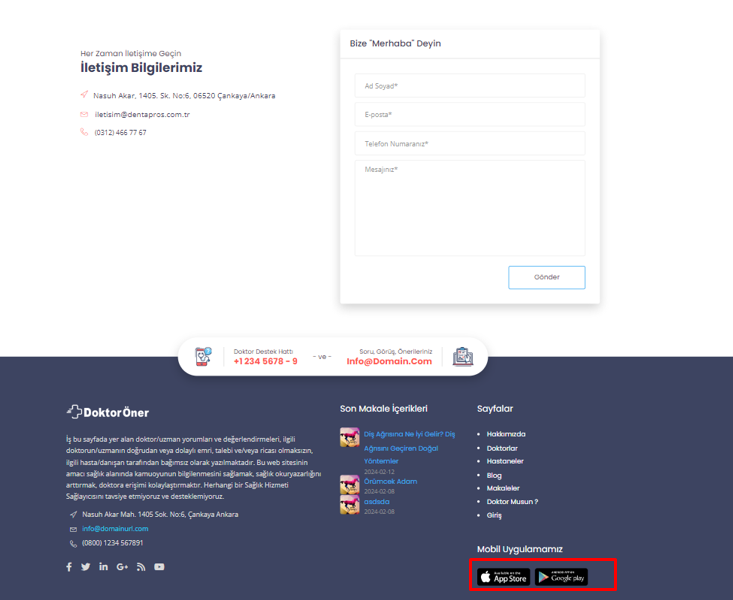 Her Zaman İletişime Geçin
İletişim Bilgilerimiz
Nasuh Akar, 1405. Sk. No:6, 06520 Çankaya/Ankara
iletisim@dentapros.com.tr
(0312) 466 77 67
Bize "Merhaba" Deyin
Ad Soyad*
E-posta*
Telefon Numaranız*
Mesajınız*
Gönder
Doktor Destek Hattı
+1 234 5678 - 9
- ve -
Soru, Görüş, Önerileriniz
Info@Domain.Com
DoktorÖner
İş bu sayfada yer alan doktor/uzman yorumları ve değerlendirmeleri, ilgili
doktorun/uzmanın doğrudan veya dolaylı emri, talebi ve/veya ricası olmaksızın,
ilgili hasta/danışan tarafından bağımsız olarak yazılmaktadır. Bu web sitesinin
amacı sağlık alanında kamuoyunun bilgilenmesini sağlamak, sağlık okuryazarlığını
arttırmak, doktora erişimi kolaylaştırmaktır. Herhangi bir Sağlık Hizmeti
Sağlayıcısını tavsiye etmiyoruz ve desteklemiyoruz.
Nasuh Akar Mah. 1405 Sok. No:6, Çankaya Ankara
info@domainurl.com
(0800) 1234 567891
Son Makale İçerikleri
Diş Ağrısına Ne İyi Gelir? Diş
Ağrısını Geçiren Doğal
Yöntemler
2024-02-12
Örümcek Adam
2024-02-08
asdsda
2024-02-08
Sayfalar
Hakkımızda
Doktorlar
Hastaneler
Blog
Makaleler
Doktor Musun ?
Giriş
Mobil Uygulamamız
App Store
Google play